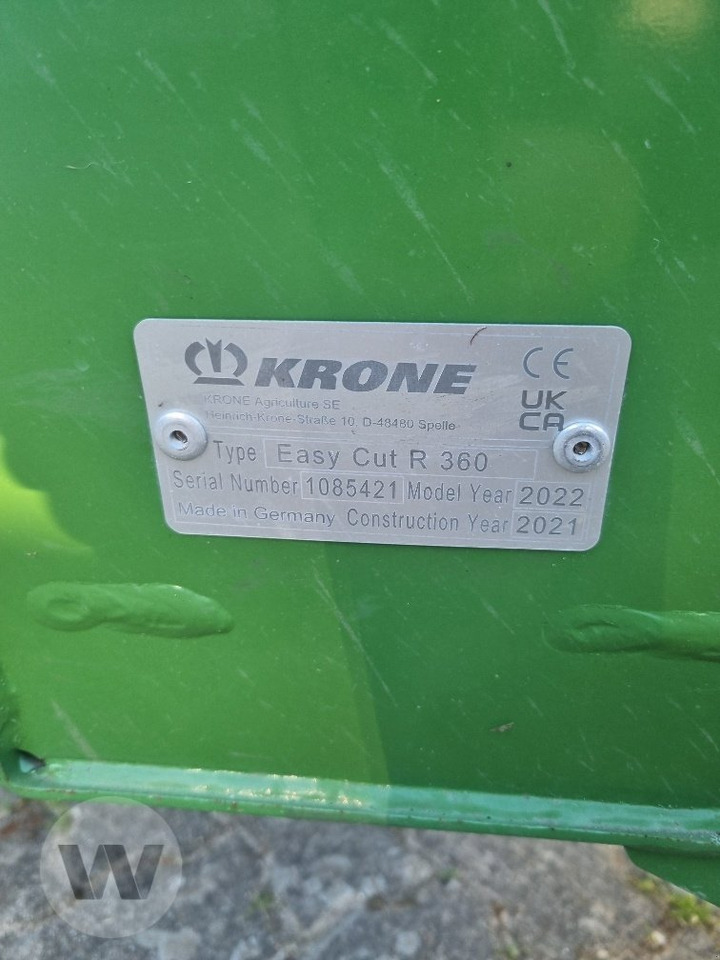 KRONE
CE
KRONE Agriculture SE
Heinrich-Krone-Straße 10 D-48480 Spelle
UK
CA
Type Easy Cut R 360
Serial Number 1085421 Model Year 2022
Made in Germany Construction Year 2021
W